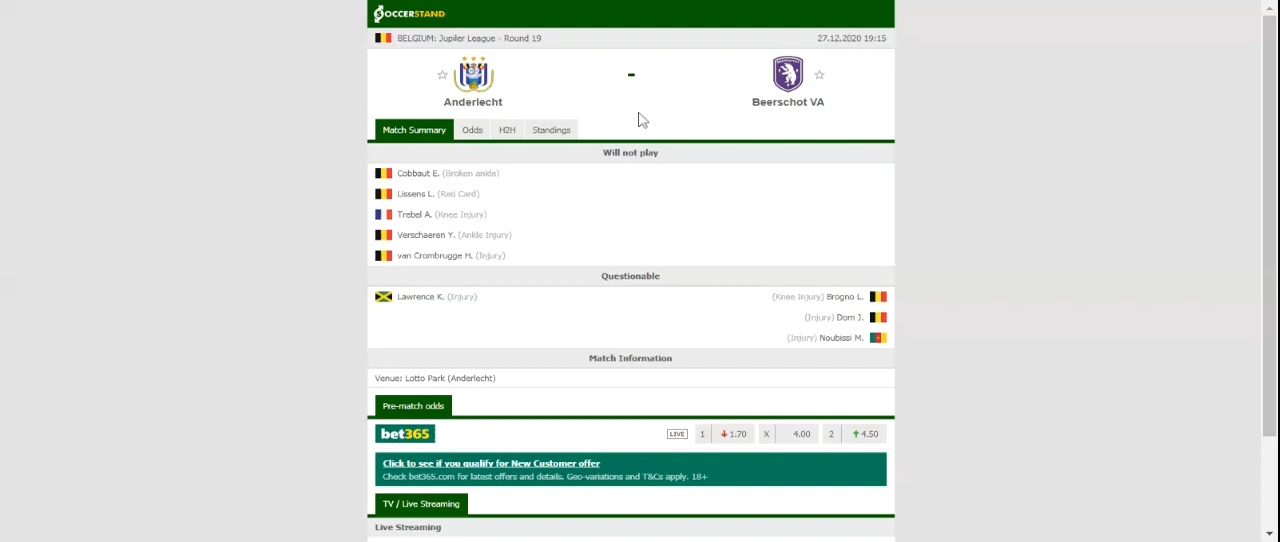 SOCCERSTAND
BELGIUM: Jupiler League - Round 19 27.12.2020 19:15
-
Anderlecht Beerschot VA
Match Summary Odds H2H Standings
Will not play
Cobbaut E. (Broken ankle)
Lissens L. (Red Card)
Trebel A. (Knee Injury)
Verschaeren Y. (Ankle Injury)
van Crombrugge H. (Injury)
Questionable
Lawrence K. (Injury) (Knee Injury) Brogno L.
(Injury) Dom J.
(Injury) Noubissi M.
Match Information
Venue: Lotto Park (Anderlecht)
Pre-match odds
bet365 LIVE 1 1.70 X 4.00 2 4.50
Click to see if you qualify for New Customer offer
Check bet365.com for latest offers and details. Geo-variations and T&Cs apply. 18+
TV / Live Streaming
Live Streaming